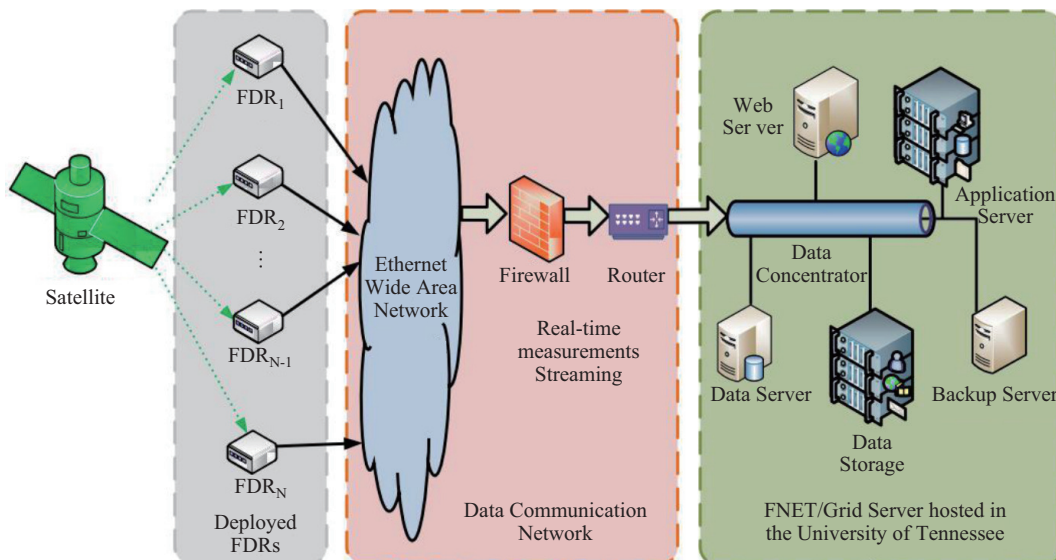 Satellite
FDR1
FDR2
⋮
FDRN-1
FDRN
Deployed
FDRs
Ethernet
Wide Area
Network
Firewall
Router
Real-time
measurements
Streaming
Data Communication
Network
Web
Ser ver
Application
Server
Data
Concentrator
Data Server
Data
Storage
Backup Server
FNET/Grid Server hosted in
the University of Tennessee